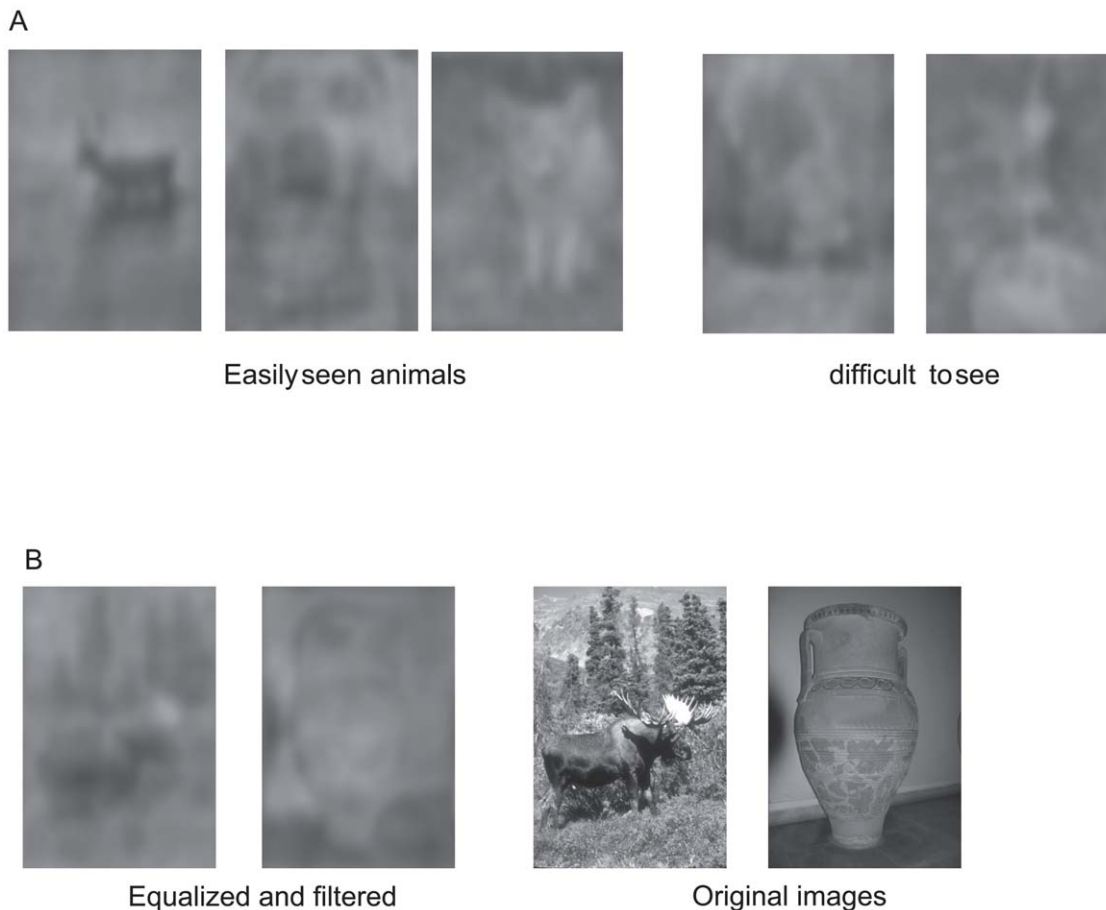 A
Easily seen animals
difficult to see
B
Equalized and filtered
Original images